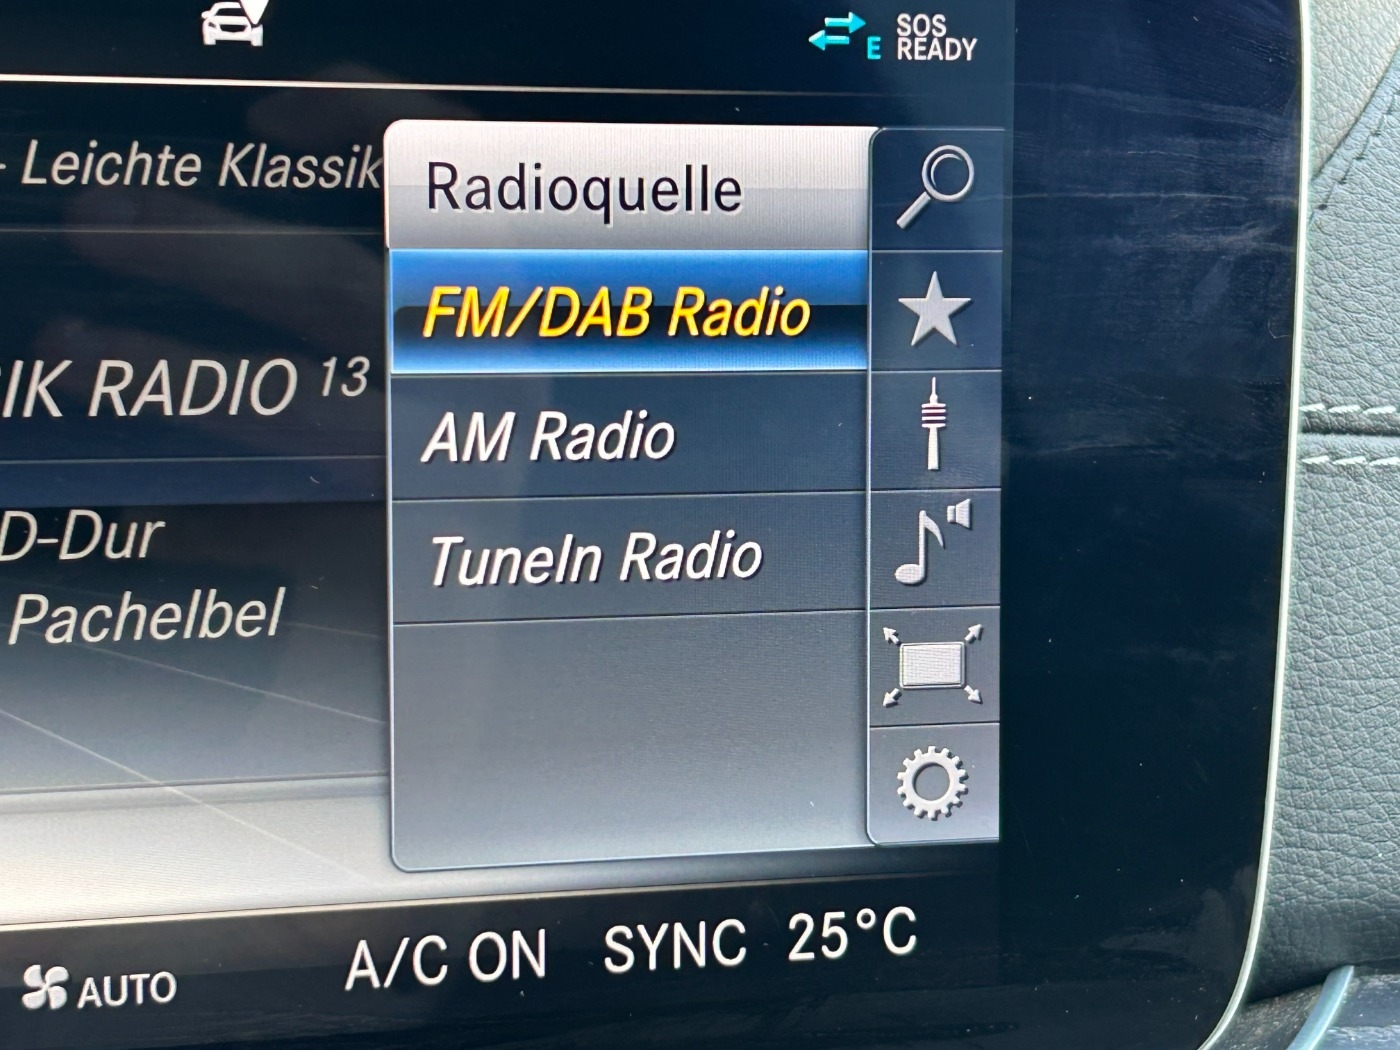 E
SOS
READY
- Leichte Klassik
Radioquelle
FM/DAB Radio
IK RADIO 13
AM Radio
D-Dur
TuneIn Radio
Pachelbel
AUTO
A/C ON SYNC 25°C